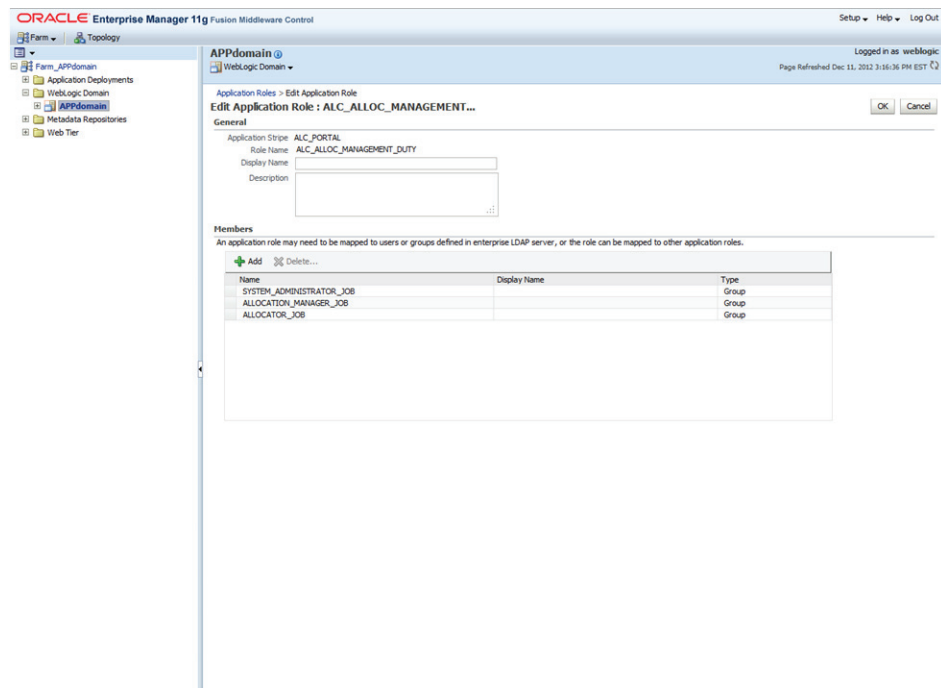 ORACLE Enterprise Manager 11g Fusion Middleware Control
Setup Help Log Out
Farm Topology
APPdomain
Logged in as weblogic
Farm_APPdomain
WebLogic Domain
Page Refreshed Dec 11, 2012 3:16:36 PM EST
Application Deployments
WebLogic Domain
APPdomain
Metadata Repositories
Web Tier
Application Roles > Edit Application Role
Edit Application Role : ALC_ALLOC_MANAGEMENT...
OK Cancel
General
Application Stripe ALC_PORTAL
Role Name ALC_ALLOC_MANAGEMENT_DUTY
Display Name
Description
Members
An application role may need to be mapped to users or groups defined in enterprise LDAP server, or the role can be mapped to other application roles.
Add Delete...
Name Display Name Type
SYSTEM_ADMINISTRATOR_JOB Group
ALLOCATION_MANAGER_JOB Group
ALLOCATOR_JOB Group